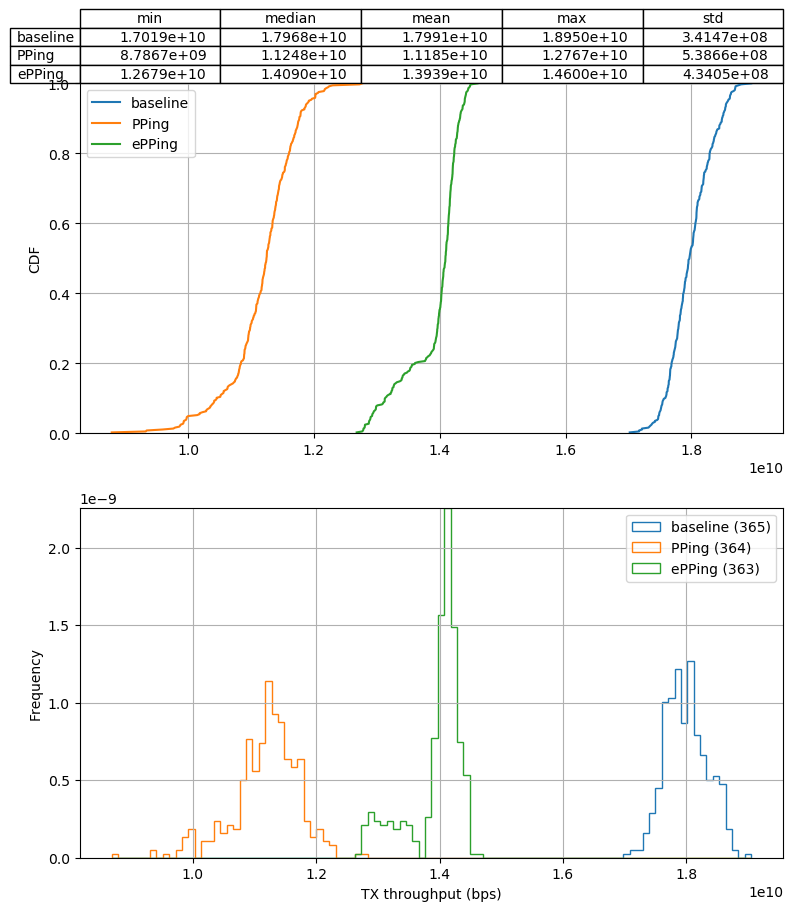 min median mean max std
baseline 1.7019e+10 1.7968e+10 1.7991e+10 1.8950e+10 3.4147e+08
PPing 8.7867e+09 1.1248e+10 1.1185e+10 1.2767e+10 5.3866e+08
ePPing 1.2679e+10 1.4090e+10 1.3939e+10 1.4600e+10 4.3405e+08
1.0
baseline
PPing
ePPing
0.8
0.6
CDF
0.4
0.2
0.0
1.0 1.2 1.4 1.6 1.8
1e10
1e−9
baseline (365)
PPing (364)
ePPing (363)
2.0
1.5
Frequency
1.0
0.5
0.0
1.0 1.2 1.4 1.6 1.8
1e10
TX throughput (bps)